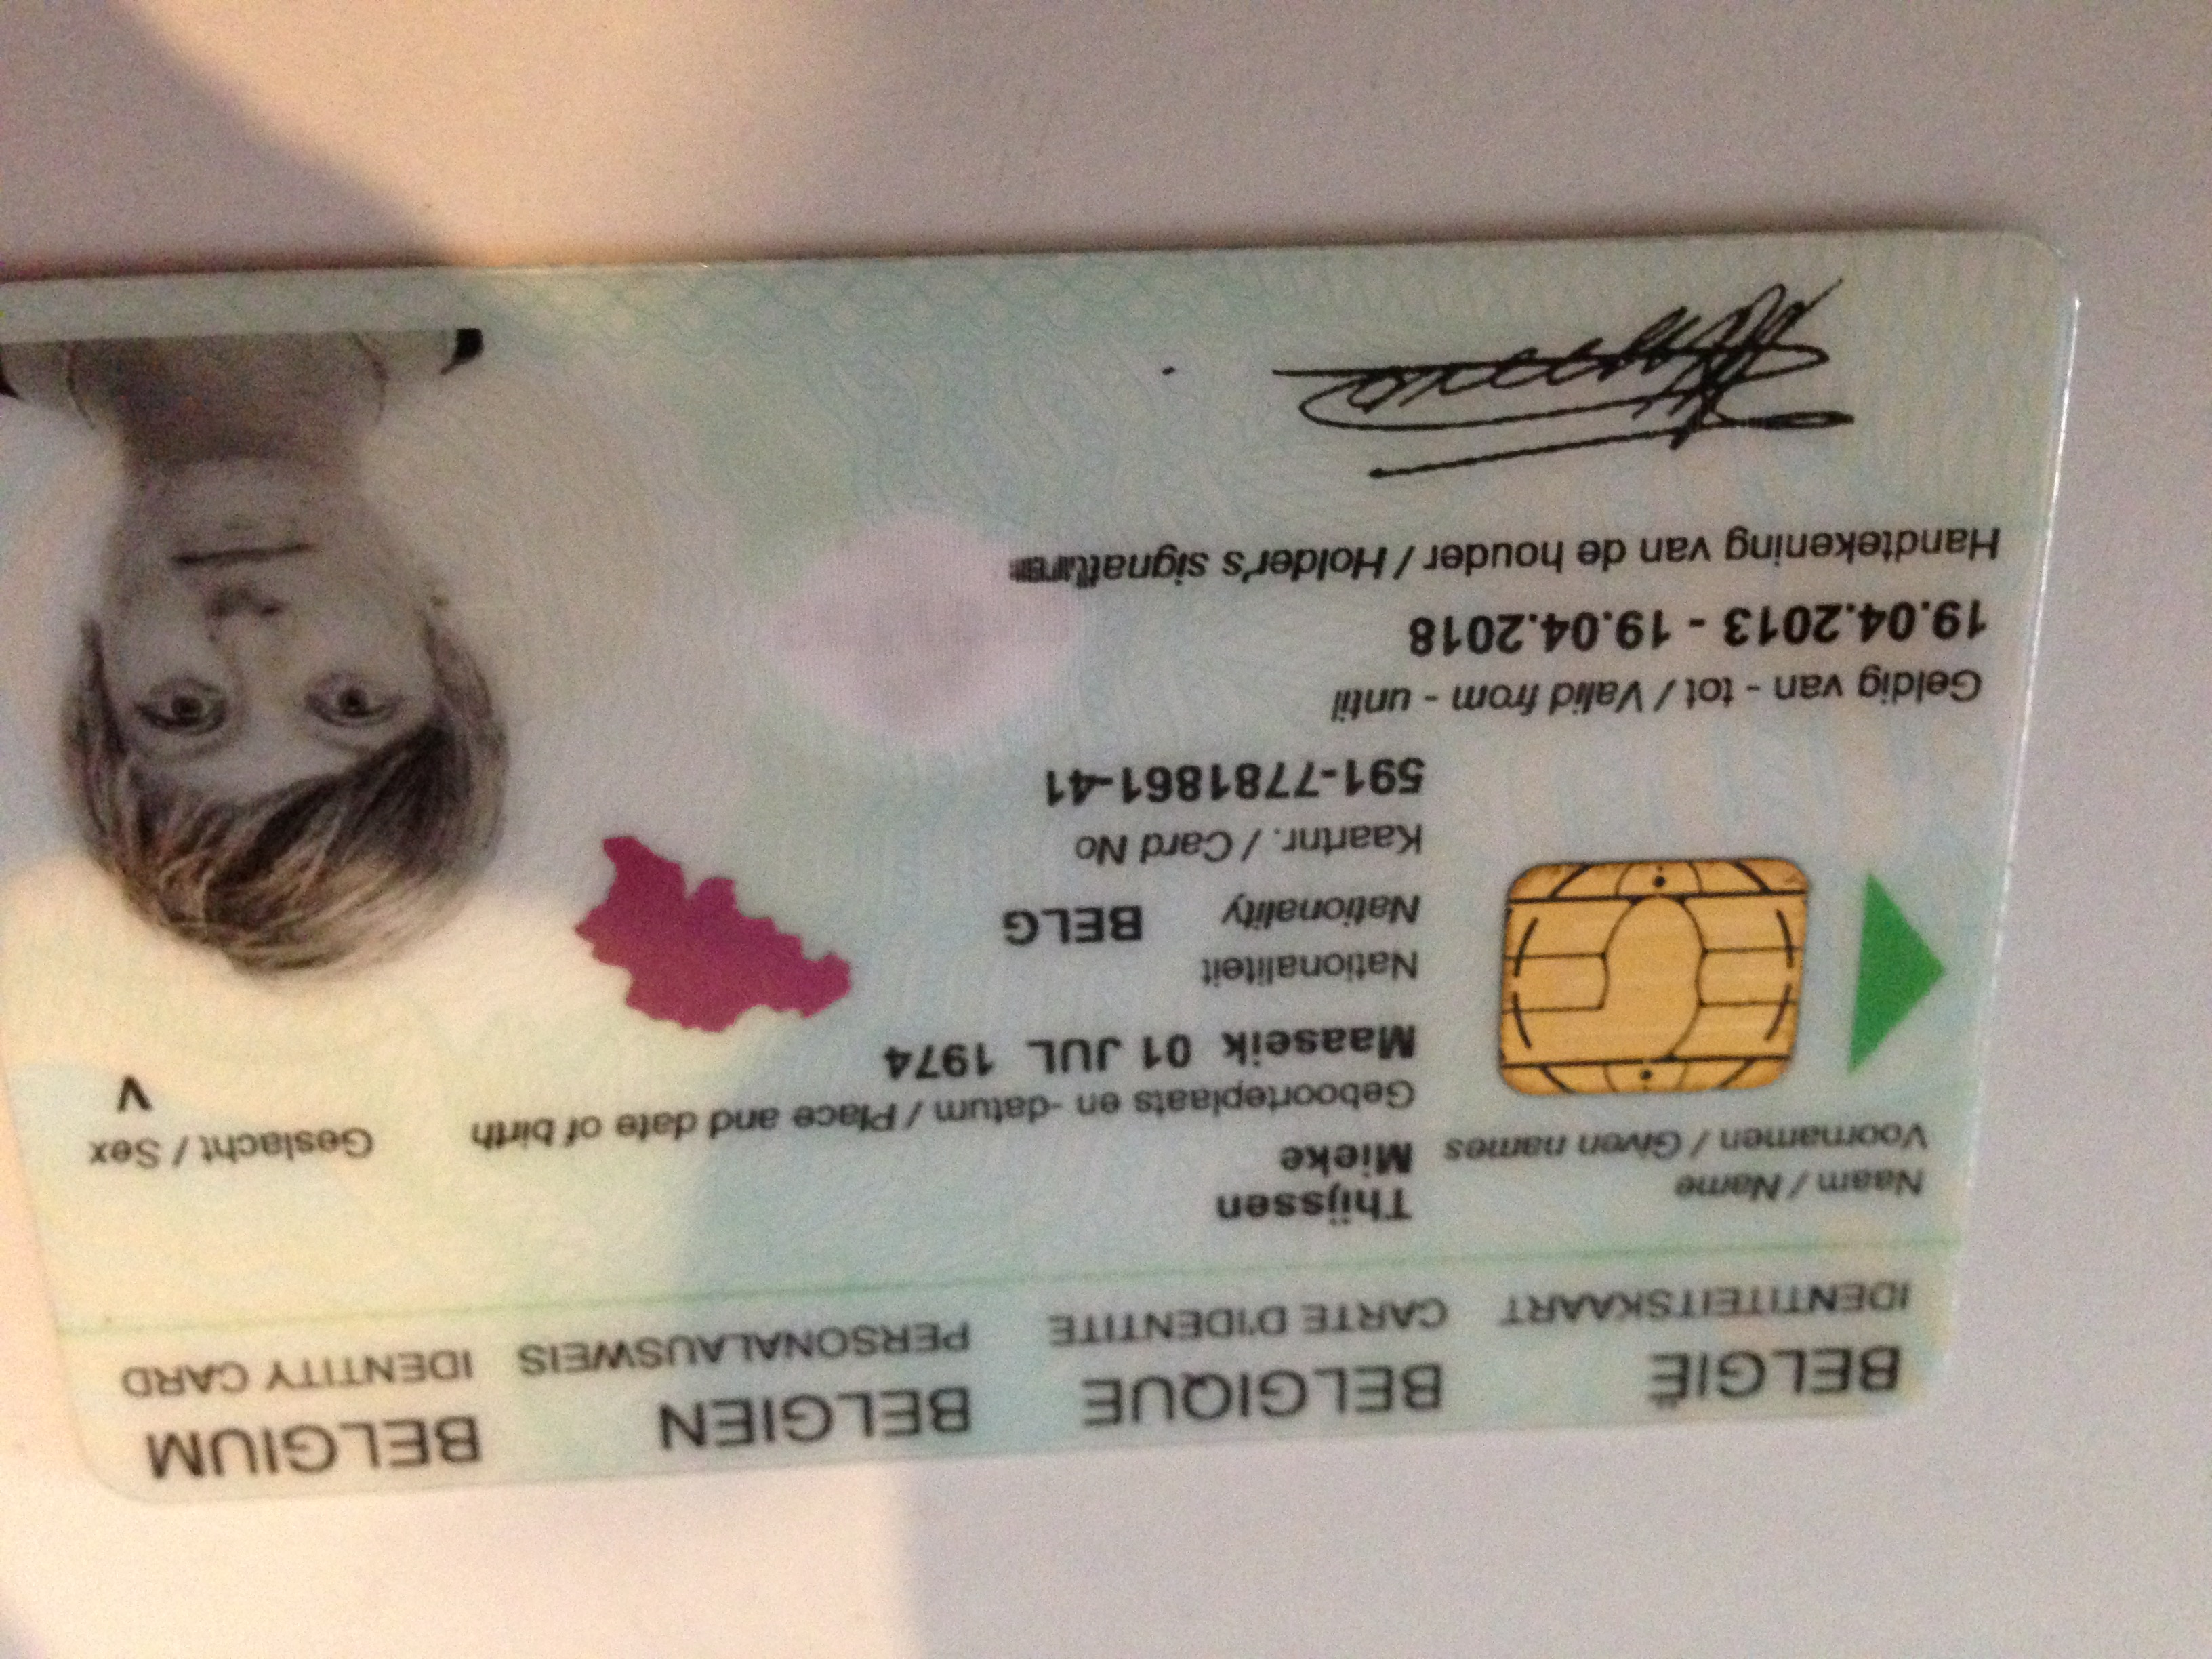 BELGIË BELGIQUE BELGIEN BELGIUM
IDENTITEITSKAART CARTE D'IDENTITE PERSONALAUSWEIS IDENTITY CARD
Naam / Name Thijssen
Voornamen / Given names Mieke
Geboorteplaats en -datum / Place and date of birth Geslacht / Sex
Maaseik 01 JUL 1974 V
Nationaliteit
Nationality BELG
Kaartnr. / Card No
591-7781861-41
Geldig van - tot / Valid from - until
19.04.2013 - 19.04.2018
Handtekening van de houder / Holder's signature